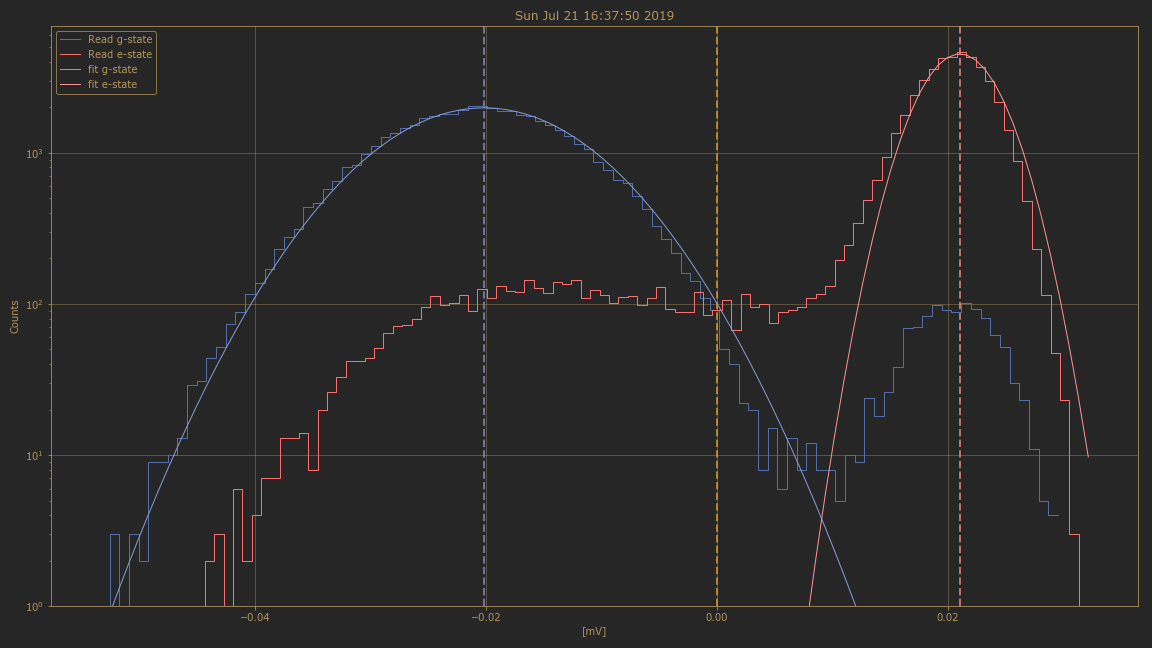 Sun Jul 21 16:37:50 2019
Read g-state
Read e-state
fit g-state
fit e-state
Counts
10³
10²
10¹
10⁰
−0.04
−0.02
0.00
0.02
[mV]